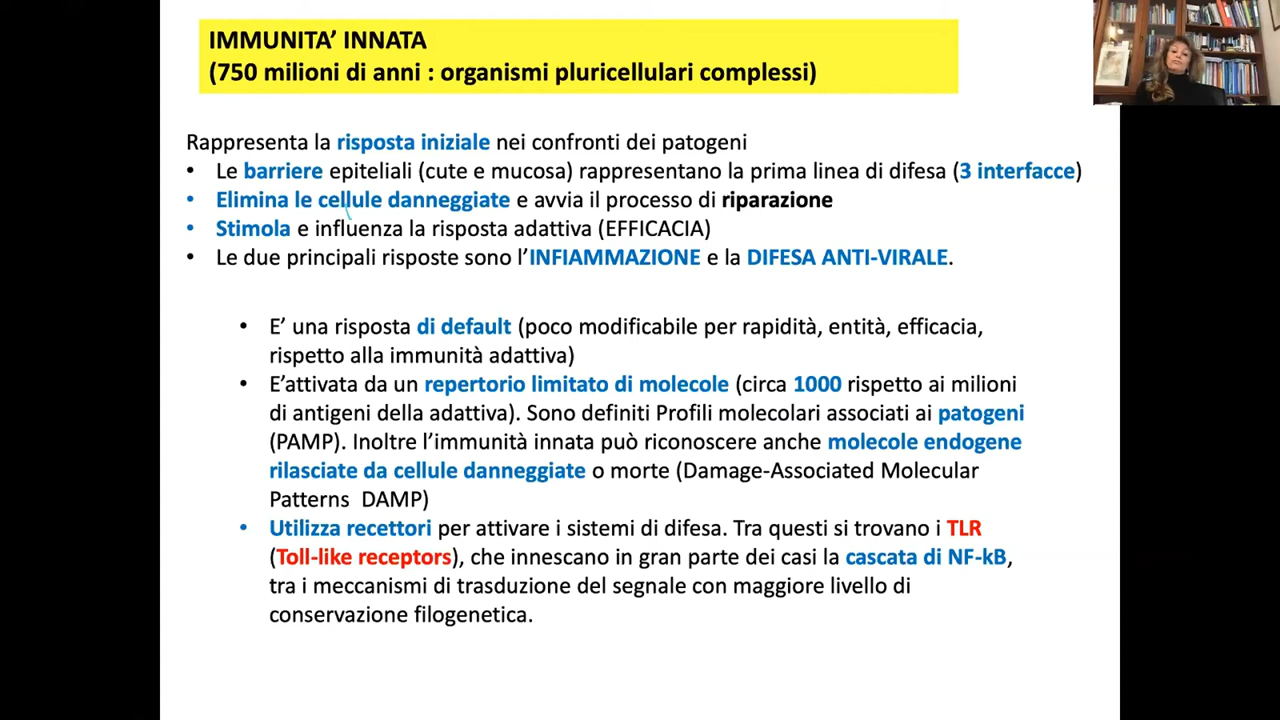 IMMUNITA’ INNATA
(750 milioni di anni : organismi pluricellulari complessi)
Rappresenta la risposta iniziale nei confronti dei patogeni
• Le barriere epiteliali (cute e mucosa) rappresentano la prima linea di difesa (3 interfacce)
• Elimina le cellule danneggiate e avvia il processo di riparazione
• Stimola e influenza la risposta adattiva (EFFICACIA)
• Le due principali risposte sono l’INFIAMMAZIONE e la DIFESA ANTI-VIRALE.
• E’ una risposta di default (poco modificabile per rapidità, entità, efficacia,
rispetto alla immunità adattiva)
• E’attivata da un repertorio limitato di molecole (circa 1000 rispetto ai milioni
di antigeni della adattiva). Sono definiti Profili molecolari associati ai patogeni
(PAMP). Inoltre l’immunità innata può riconoscere anche molecole endogene
rilasciate da cellule danneggiate o morte (Damage-Associated Molecular
Patterns DAMP)
• Utilizza recettori per attivare i sistemi di difesa. Tra questi si trovano i TLR
(Toll-like receptors), che innescano in gran parte dei casi la cascata di NF-kB,
tra i meccanismi di trasduzione del segnale con maggiore livello di
conservazione filogenetica.